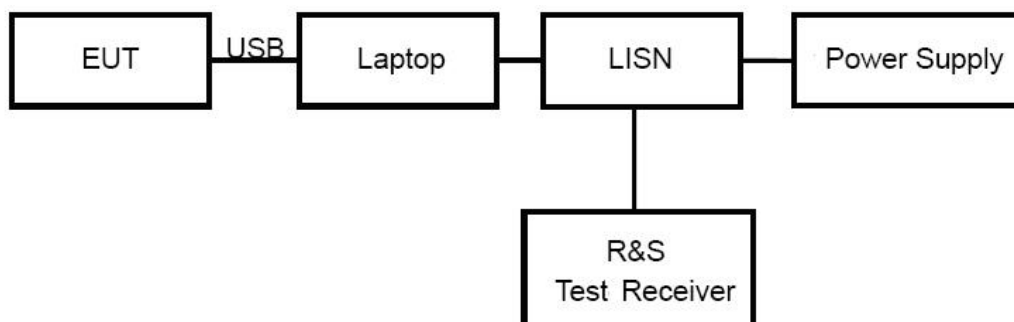 EUT
USB
Laptop
LISN
Power Supply
R&S
Test Receiver